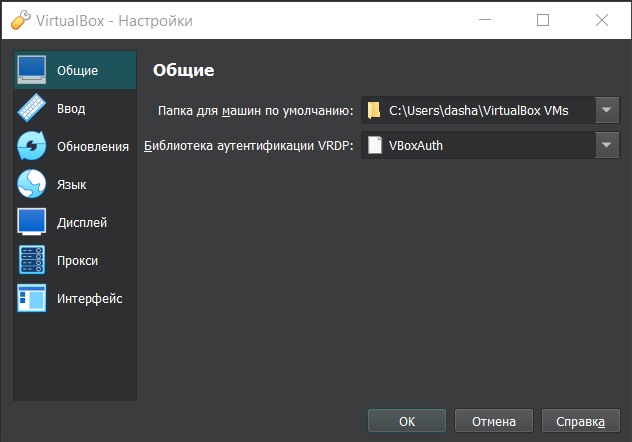 VirtualBox - Настройки
Общие
Ввод
Обновления
Язык
Дисплей
Прокси
Интерфейс
Общие
Папка для машин по умолчанию: C:\Users\dasha\VirtualBox VMs
Библиотека аутентификации VRDP: VBoxAuth
OK Отмена Справка